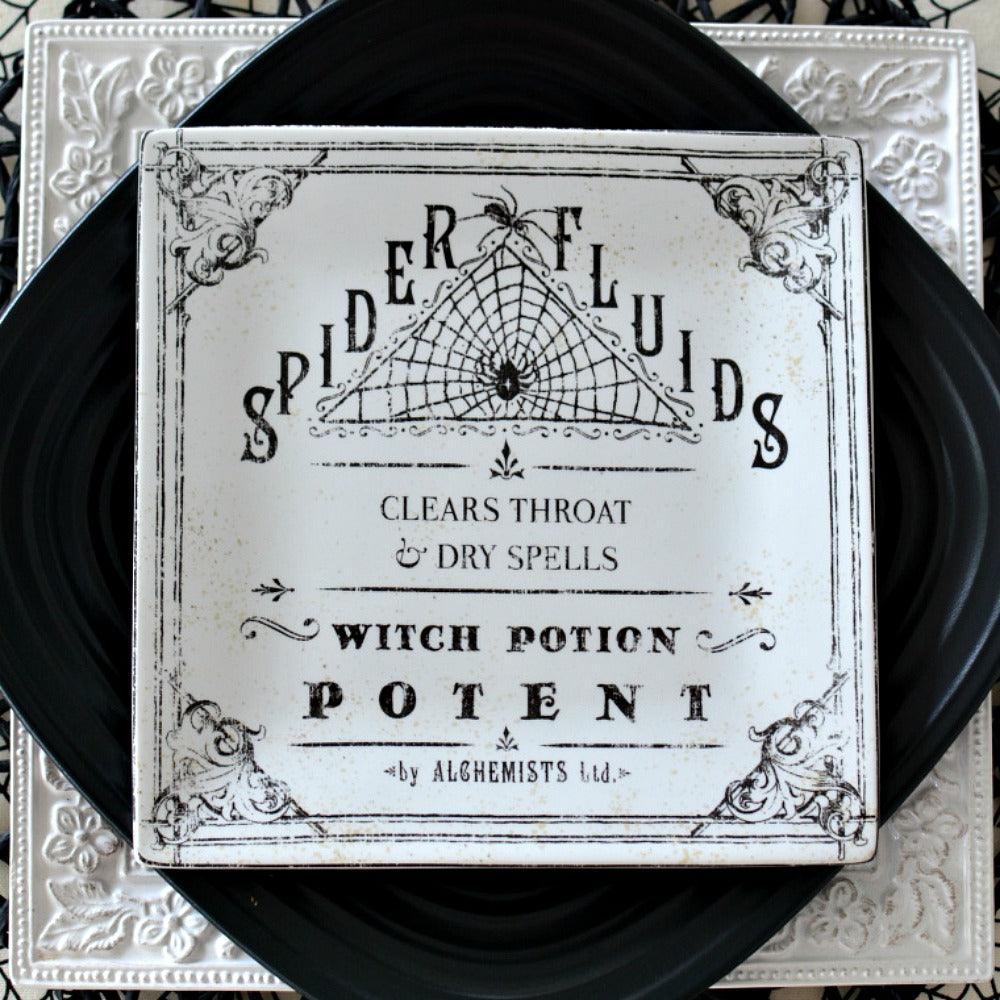 SPIDER FLUIDS
CLEARS THROAT
& DRY SPELLS
WITCH POTION
POTENT
by ALCHEMISTS Ltd.